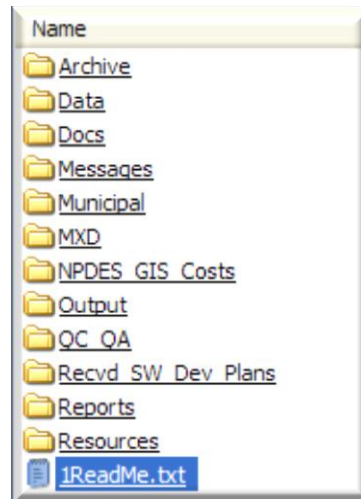 Name
Archive
Data
Docs
Messages
Municipal
MXD
NPDES_GIS_Costs
Output
QC_QA
Recvd_SW_Dev_Plans
Reports
Resources
1ReadMe.txt